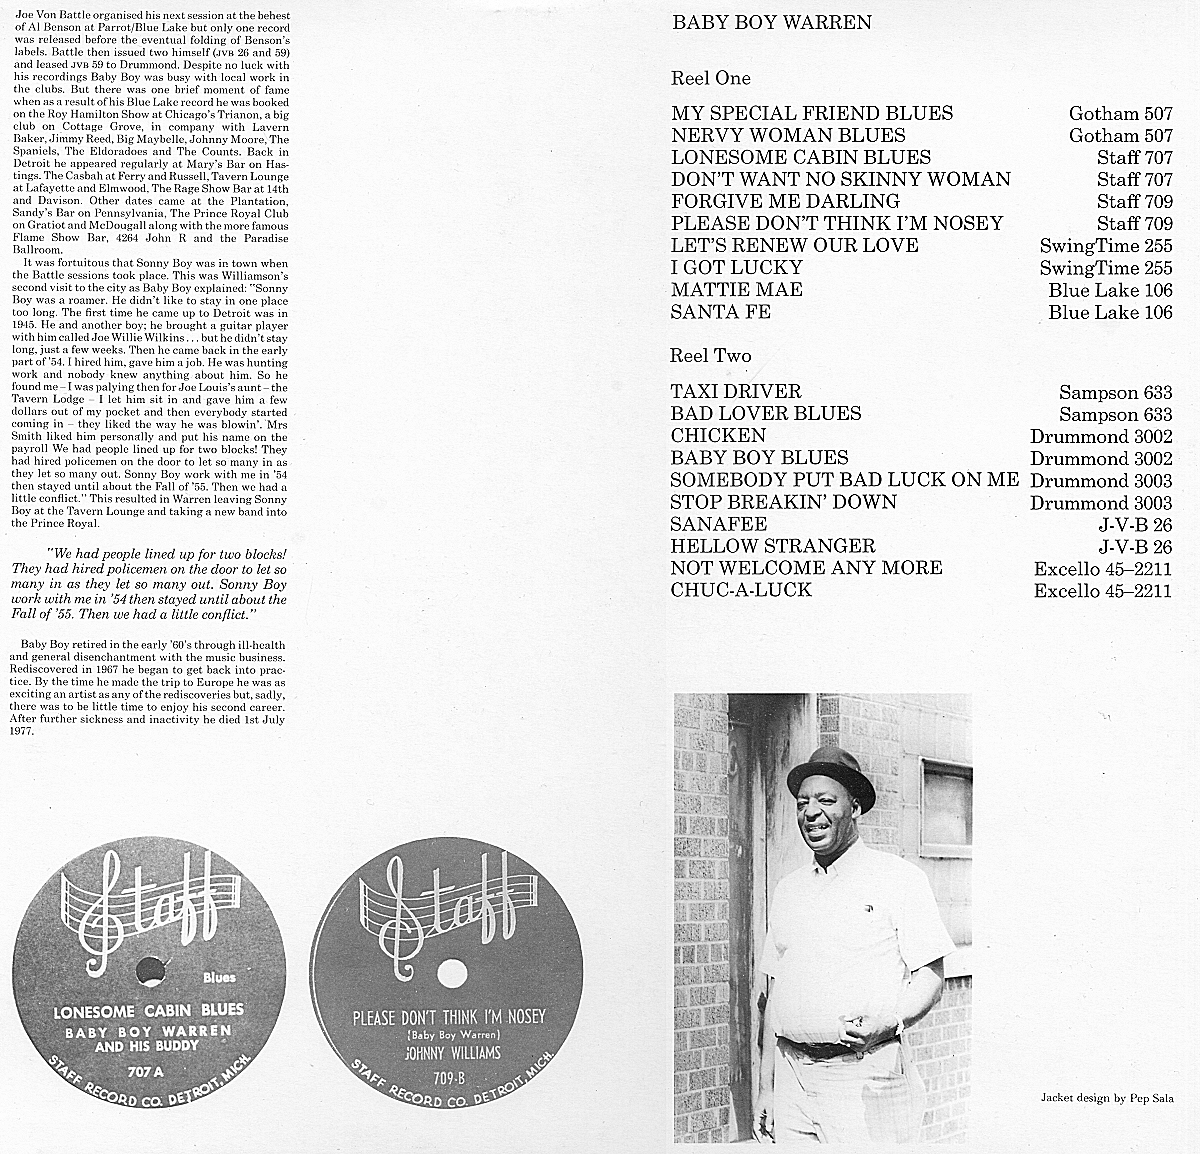 Joe Von Battle organised his next session at the behest
of Al Benson at Parrot/Blue Lake but only one record
was released before the eventual folding of Benson's
labels. Battle then issued two himself (JVB 26 and 59)
and leased JVB 59 to Drummond. Despite no luck with
his recordings Baby Boy was busy with local work in
the clubs. But there was one brief moment of fame
when as a result of his Blue Lake record he was booked
on the Roy Hamilton Show at Chicago's Trianon, a big
club on Cottage Grove, in company with Lavern
Baker, Jimmy Reed, Big Maybelle, Johnny Moore, The
Spaniels, The Eldoradoes and The Counts. Back in
Detroit he appeared regularly at Mary's Bar on Has-
tings. The Casbah at Ferry and Russell, Tavern Lounge
at Lafayette and Elmwood, The Rage Show Bar at 14th
and Davison. Other dates came at the Plantation,
Sandy's Bar on Pennsylvania, The Prince Royal Club
on Gratiot and McDougall along with the more famous
Flame Show Bar, 4264 John R and the Paradise
Ballroom.
It was fortuitous that Sonny Boy was in town when
the Battle sessions took place. This was Williamson's
second visit to the city as Baby Boy explained: "Sonny
Boy was a roamer. He didn't like to stay in one place
too long. The first time he came up to Detroit was in
1945. He and another boy; he brought a guitar player
with him called Joe Willie Wilkins . . . but he didn't stay
long, just a few weeks. Then he came back in the early
part of '54. I hired him, gave him a job. He was hunting
work and nobody knew anything about him. So he
found me – I was palying then for Joe Louis's aunt – the
Tavern Lodge – I let him sit in and gave him a few
dollars out of my pocket and then everybody started
coming in – they liked the way he was blowin'. Mrs
Smith liked him personally and put his name on the
payroll We had people lined up for two blocks! They
had hired policemen on the door to let so many in as
they let so many out. Sonny Boy work with me in '54
then stayed until about the Fall of '55. Then we had a
little conflict." This resulted in Warren leaving Sonny
Boy at the Tavern Lounge and taking a new band into
the Prince Royal.
"We had people lined up for two blocks!
They had hired policemen on the door to let so
many in as they let so many out. Sonny Boy
work with me in '54 then stayed until about the
Fall of '55. Then we had a little conflict."
Baby Boy retired in the early '60's through ill-health
and general disenchantment with the music business.
Rediscovered in 1967 he began to get back into prac-
tice. By the time he made the trip to Europe he was as
exciting an artist as any of the rediscoveries but, sadly,
there was to be little time to enjoy his second career.
After further sickness and inactivity he died 1st July
1977.
Staff
Blues
LONESOME CABIN BLUES
BABY BOY WARREN
AND HIS BUDDY
707 A
STAFF RECORD CO. DETROIT, MICH.
Staff
PLEASE DON'T THINK I'M NOSEY
(Baby Boy Warren)
JOHNNY WILLIAMS
709-B
STAFF RECORD CO. DETROIT, MICH.
BABY BOY WARREN
Reel One
MY SPECIAL FRIEND BLUES Gotham 507
NERVY WOMAN BLUES Gotham 507
LONESOME CABIN BLUES Staff 707
DON'T WANT NO SKINNY WOMAN Staff 707
FORGIVE ME DARLING Staff 709
PLEASE DON'T THINK I'M NOSEY Staff 709
LET'S RENEW OUR LOVE SwingTime 255
I GOT LUCKY SwingTime 255
MATTIE MAE Blue Lake 106
SANTA FE Blue Lake 106
Reel Two
TAXI DRIVER Sampson 633
BAD LOVER BLUES Sampson 633
CHICKEN Drummond 3002
BABY BOY BLUES Drummond 3002
SOMEBODY PUT BAD LUCK ON ME Drummond 3003
STOP BREAKIN' DOWN Drummond 3003
SANAFEE J-V-B 26
HELLOW STRANGER J-V-B 26
NOT WELCOME ANY MORE Excello 45–2211
CHUC-A-LUCK Excello 45–2211
Jacket design by Pep Sala